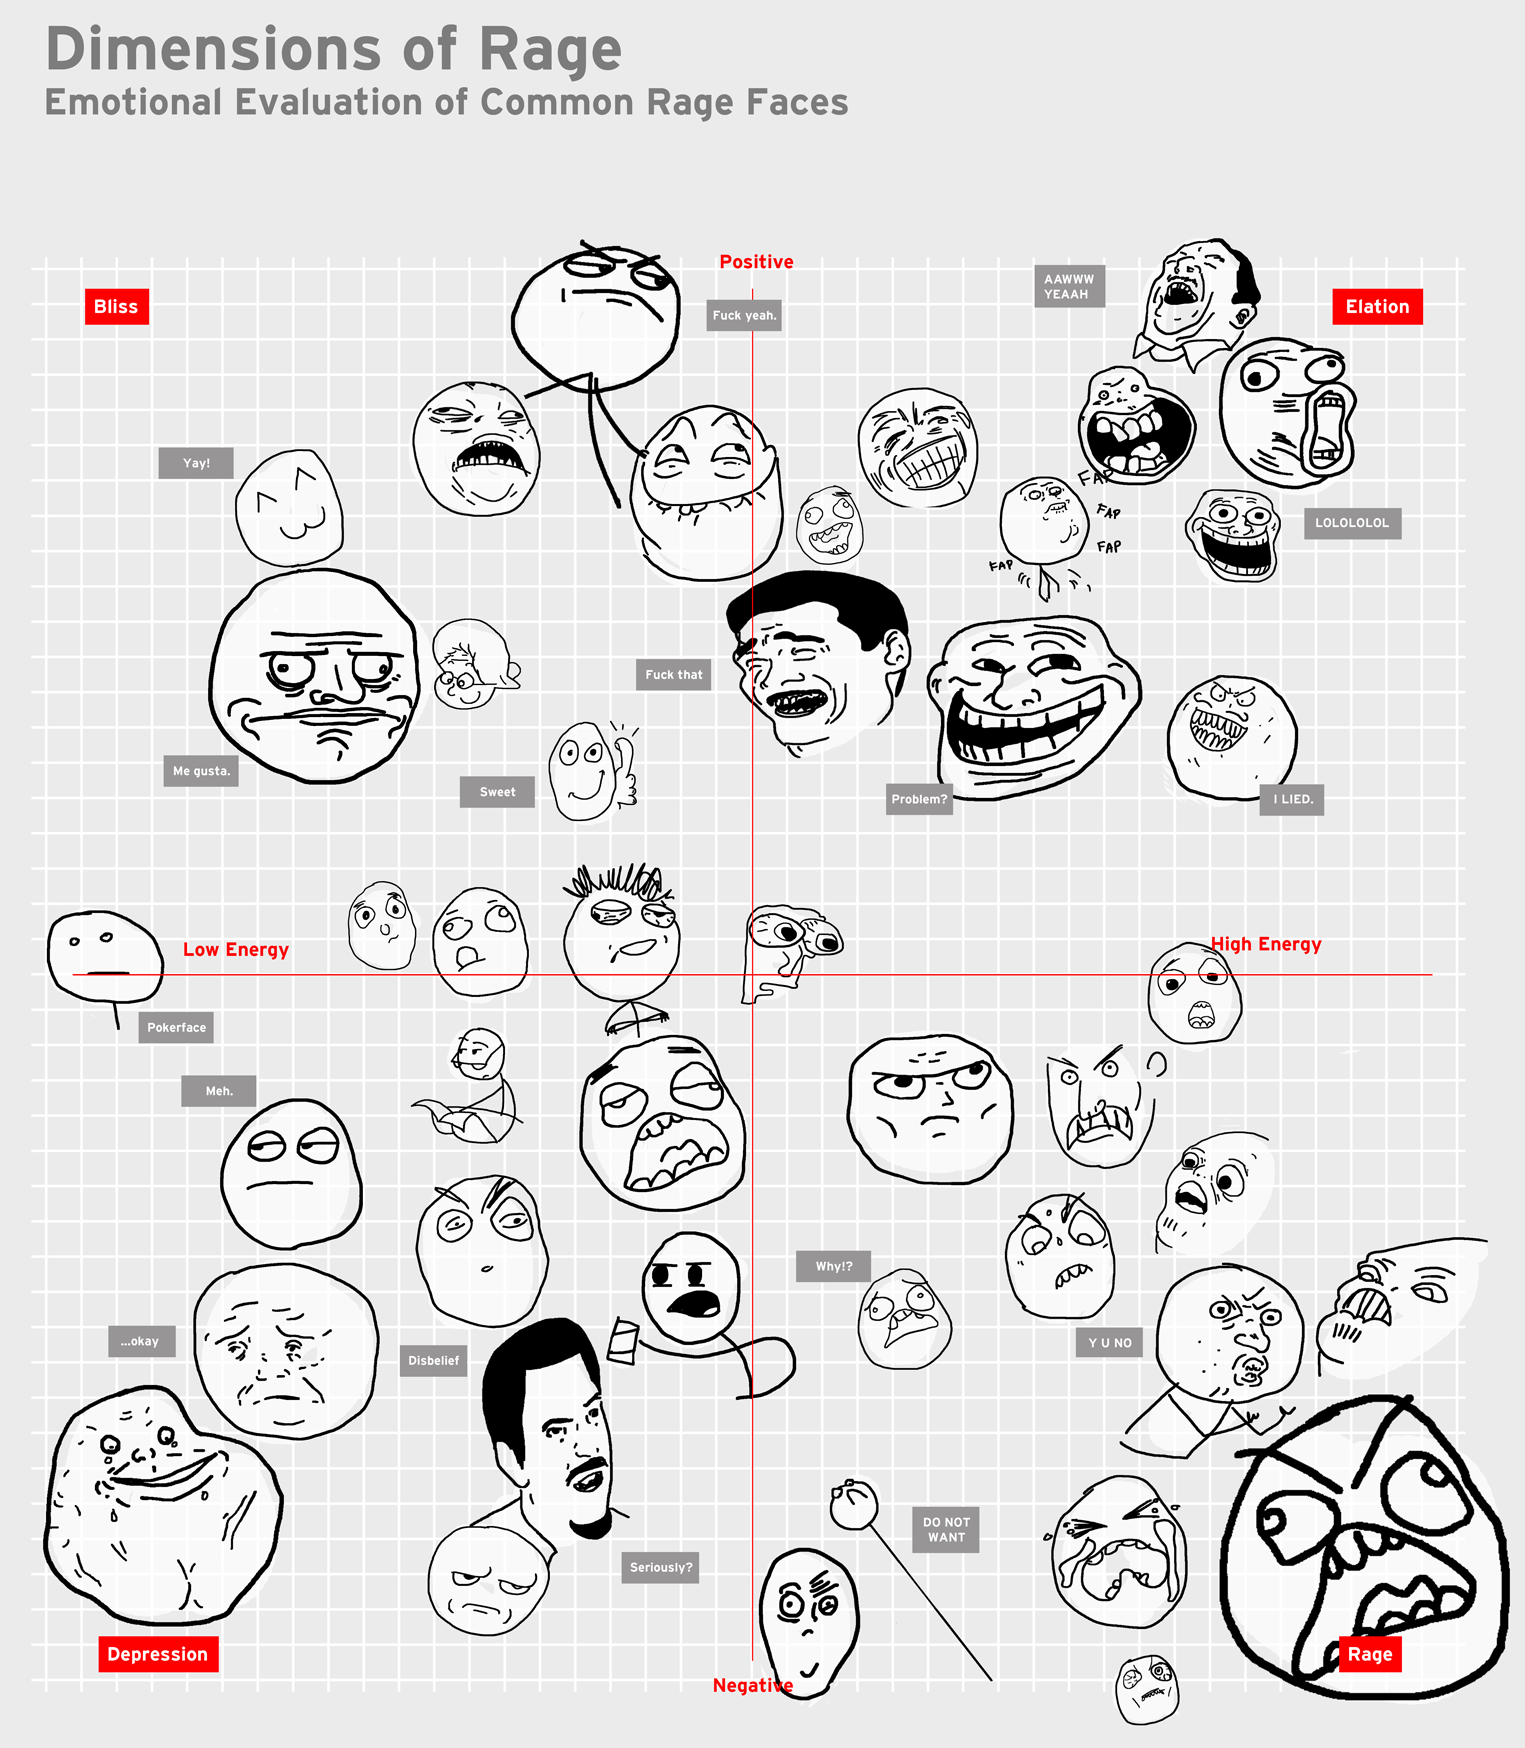 Dimensions of Rage
Emotional Evaluation of Common Rage Faces
Positive
Bliss
Fuck yeah.
AAWWW
YEAAH
Elation
Yay!
FAP
FAP
FAP
FAP
LOLOLOLOL
Fuck that
Me gusta.
Sweet
Problem?
I LIED.
Low Energy
High Energy
Pokerface
Meh.
Why!?
...okay
Disbelief
Y U NO
DO NOT
WANT
Seriously?
Depression
Rage
Negative